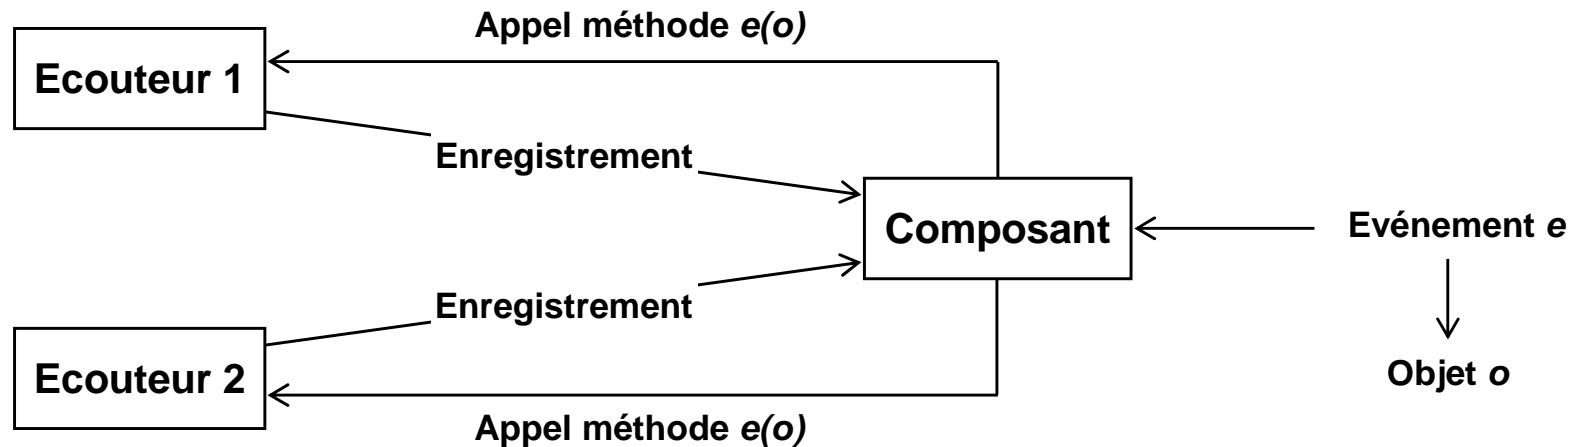 Appel méthode e(o)
Ecouteur 1
Enregistrement
Composant
Evénement e
Enregistrement
Ecouteur 2
Objet o
Appel méthode e(o)